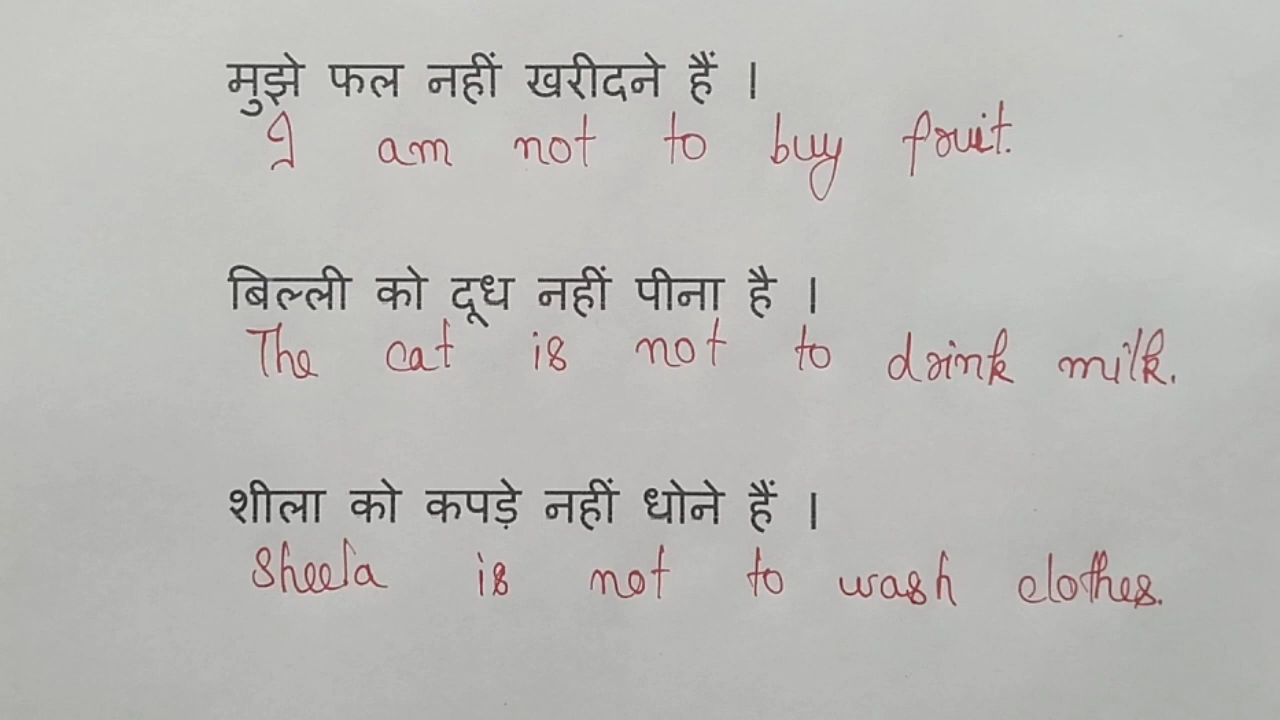 मुझे फल नहीं खरीदने हैं ।
I am not to buy fruit.
बिल्ली को दूध नहीं पीना है ।
The cat is not to drink milk.
शीला को कपड़े नहीं धोने हैं ।
Sheela is not to wash clothes.